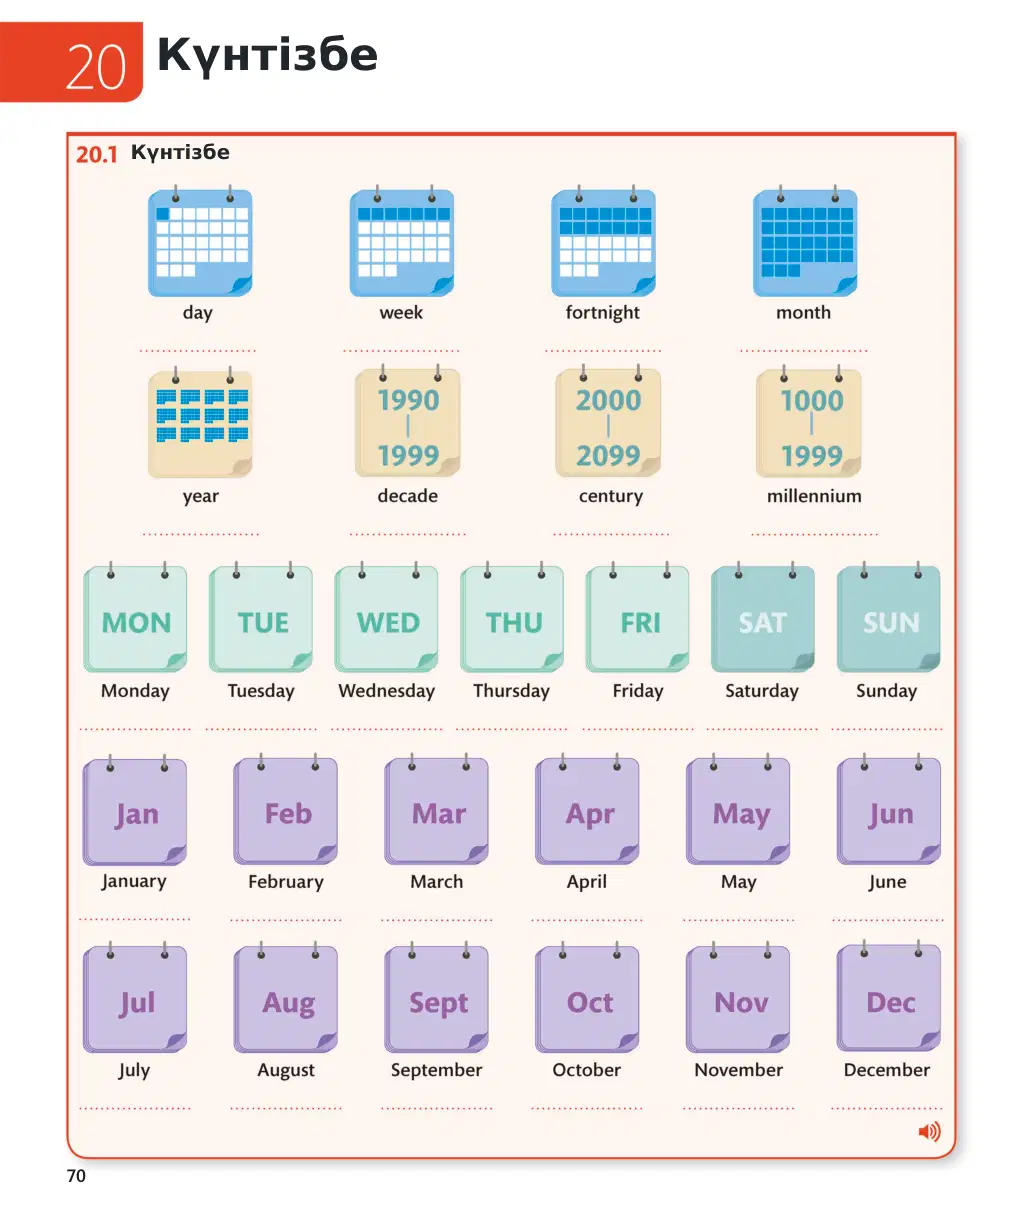 20 Күнтізбе
20.1 Күнтізбе
day week fortnight month
1990 2000 1000
1999 2099 1999
year decade century millennium
MON TUE WED THU FRI SAT SUN
Monday Tuesday Wednesday Thursday Friday Saturday Sunday
Jan Feb Mar Apr May Jun
January February March April May June
Jul Aug Sept Oct Nov Dec
July August September October November December
70